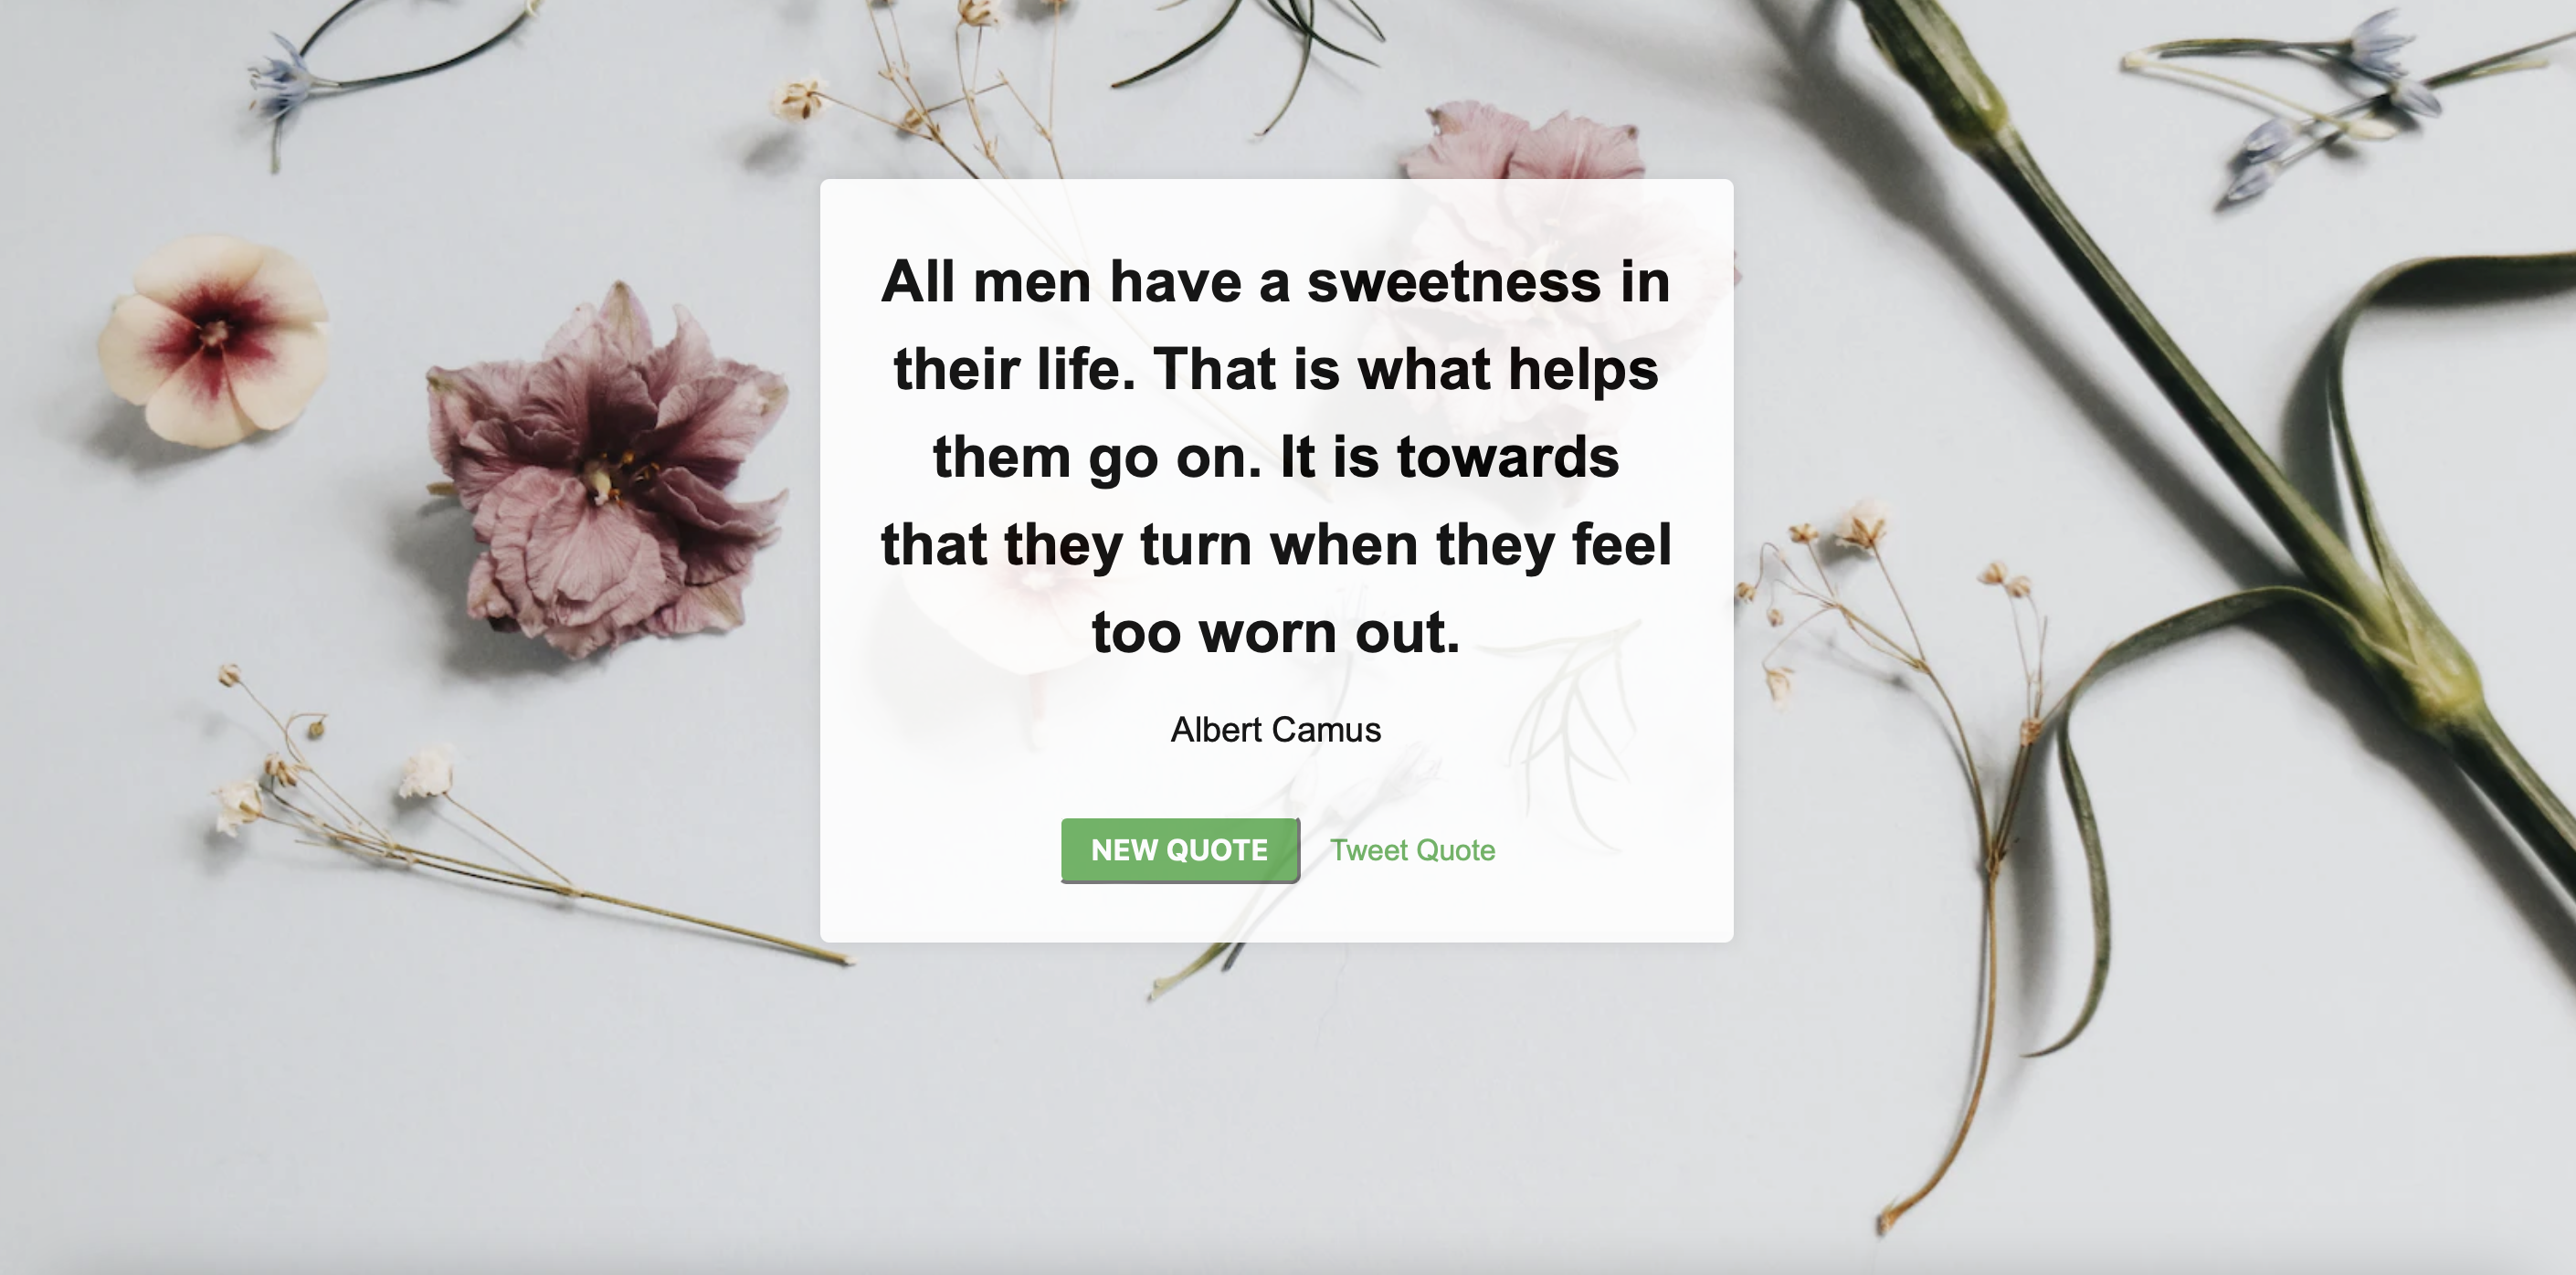 All men have a sweetness in
their life. That is what helps
them go on. It is towards
that they turn when they feel
too worn out.
Albert Camus
NEW QUOTE Tweet Quote